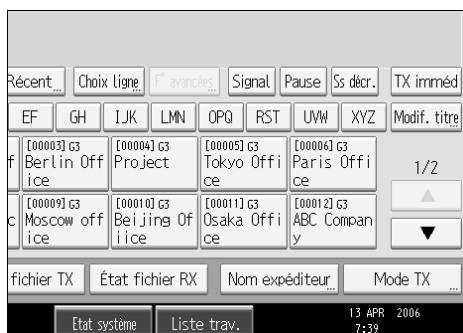 Récent Choix ligne F° avancées Signal Pause Ss décr. TX imméd
EF GH IJK LMN OPQ RST UVW XYZ Modif. titre
[00003] G3 [00004] G3 [00005] G3 [00006] G3
f Berlin Off Project Tokyo Offi Paris Offi 1/2
ice ce ce
[00009] G3 [00010] G3 [00011] G3 [00012] G3
c Moscow off Beijing Of Osaka Offi ABC Compan
ice iice ce y
fichier TX État fichier RX Nom expéditeur Mode TX
13 APR 2006
Etat système Liste trav. 7:39